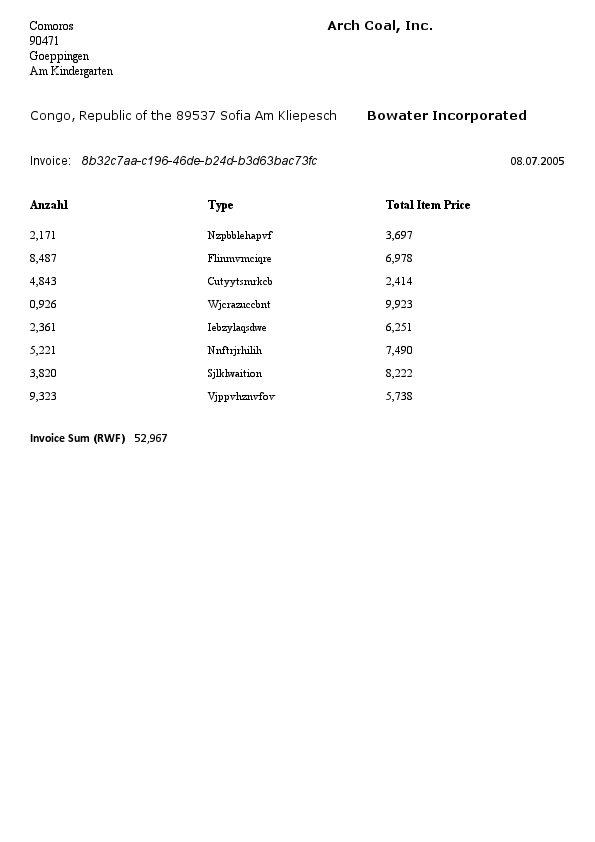 Comoros
90471
Goeppingen
Am Kindergarten
Arch Coal, Inc.
Congo, Republic of the 89537 Sofia Am Kliepesch Bowater Incorporated
Invoice: 8b32c7aa-c196-46de-b24d-b3d63bac73fc 08.07.2005
Anzahl Type Total Item Price
2,171 Nzpbblehapvf 3,697
8,487 Flinmvmciqre 6,978
4,843 Cutyytsmrkcb 2,414
0,926 Wjcrazuccbnt 9,923
2,361 Iebzylaqsdwe 6,251
5,221 Nnftrjrhilih 7,490
3,820 Sjlklwaition 8,222
9,323 Vjppvhznvfov 5,738
Invoice Sum (RWF) 52,967